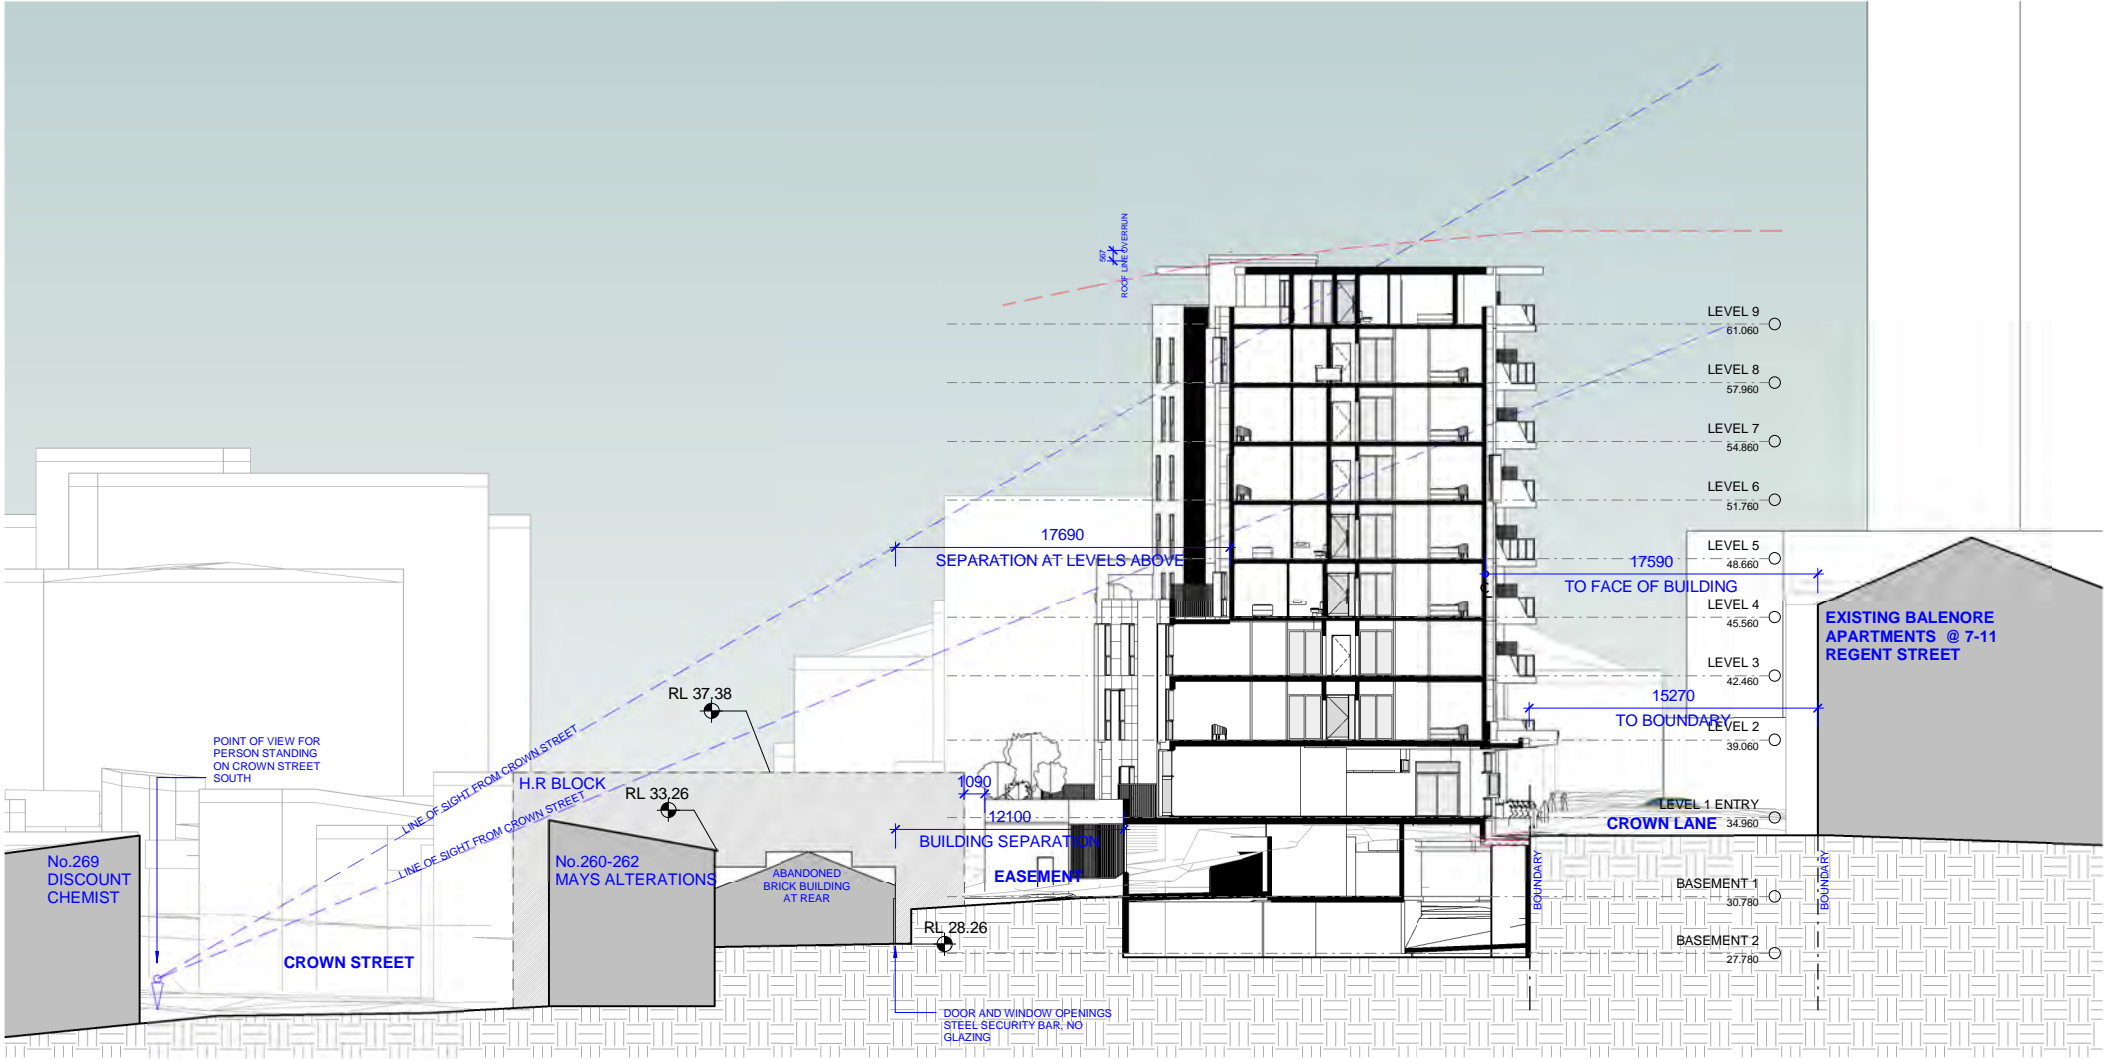 567
ROOF LINE OVERRUN
LEVEL 9
61.060
LEVEL 8
57.960
LEVEL 7
54.860
LEVEL 6
51.760
17690
SEPARATION AT LEVELS ABOVE
LEVEL 5
48.660
17590
TO FACE OF BUILDING
LEVEL 4
45.560
EXISTING BALENORE
APARTMENTS @ 7-11
REGENT STREET
LEVEL 3
42.460
15270
TO BOUNDARY
LEVEL 2
39.060
RL 37.38
POINT OF VIEW FOR
PERSON STANDING
ON CROWN STREET
SOUTH
LINE OF SIGHT FROM CROWN STREET
LINE OF SIGHT FROM CROWN STREET
H.R BLOCK
RL 33.26
1090
12100
BUILDING SEPARATION
EASEMENT
LEVEL 1 ENTRY
34.960
CROWN LANE
No.269
DISCOUNT
CHEMIST
No.260-262
MAYS ALTERATIONS
ABANDONED
BRICK BUILDING
AT REAR
BOUNDARY
BOUNDARY
BASEMENT 1
30.780
RL 28.26
BASEMENT 2
27.780
CROWN STREET
DOOR AND WINDOW OPENINGS
STEEL SECURITY BAR, NO
GLAZING